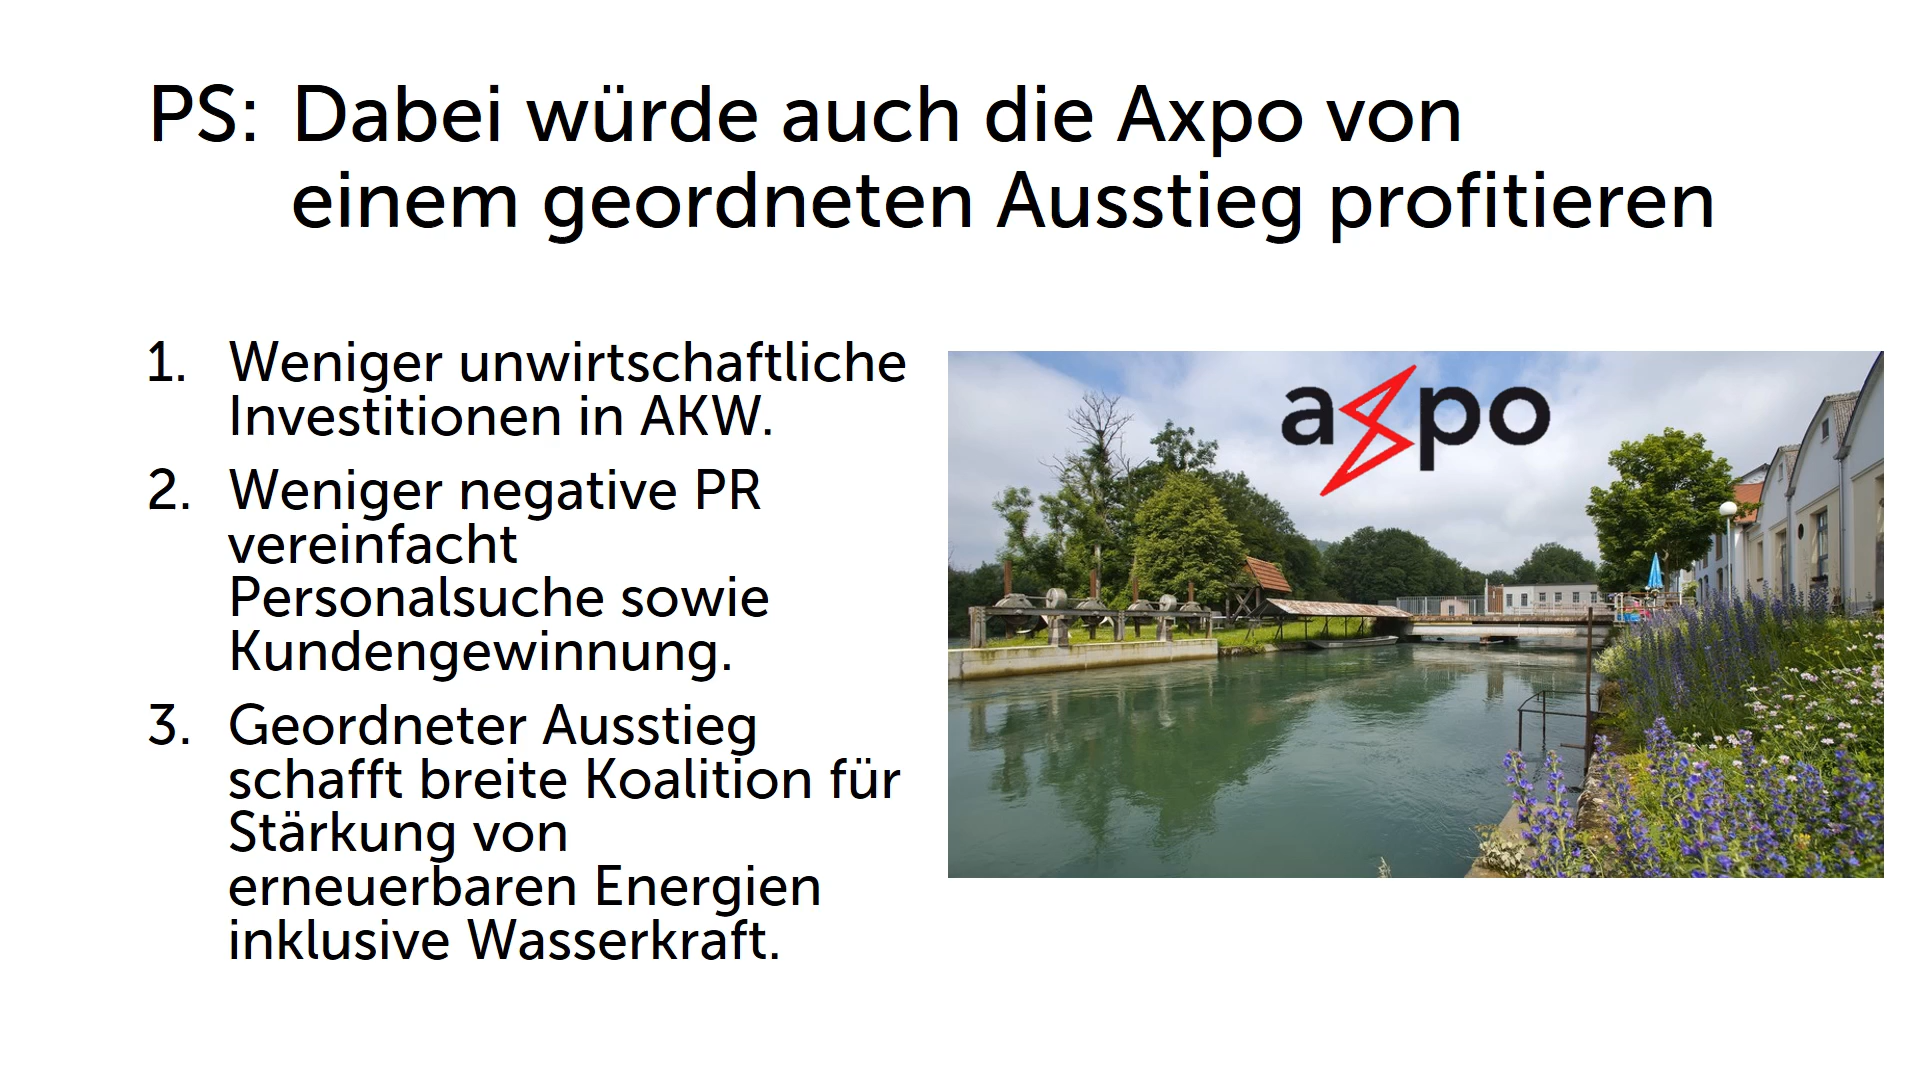 PS: Dabei würde auch die Axpo von
einem geordneten Ausstieg profitieren
1. Weniger unwirtschaftliche
Investitionen in AKW.
2. Weniger negative PR
vereinfacht
Personalsuche sowie
Kundengewinnung.
3. Geordneter Ausstieg
schafft breite Koalition für
Stärkung von
erneuerbaren Energien
inklusive Wasserkraft.
axpo